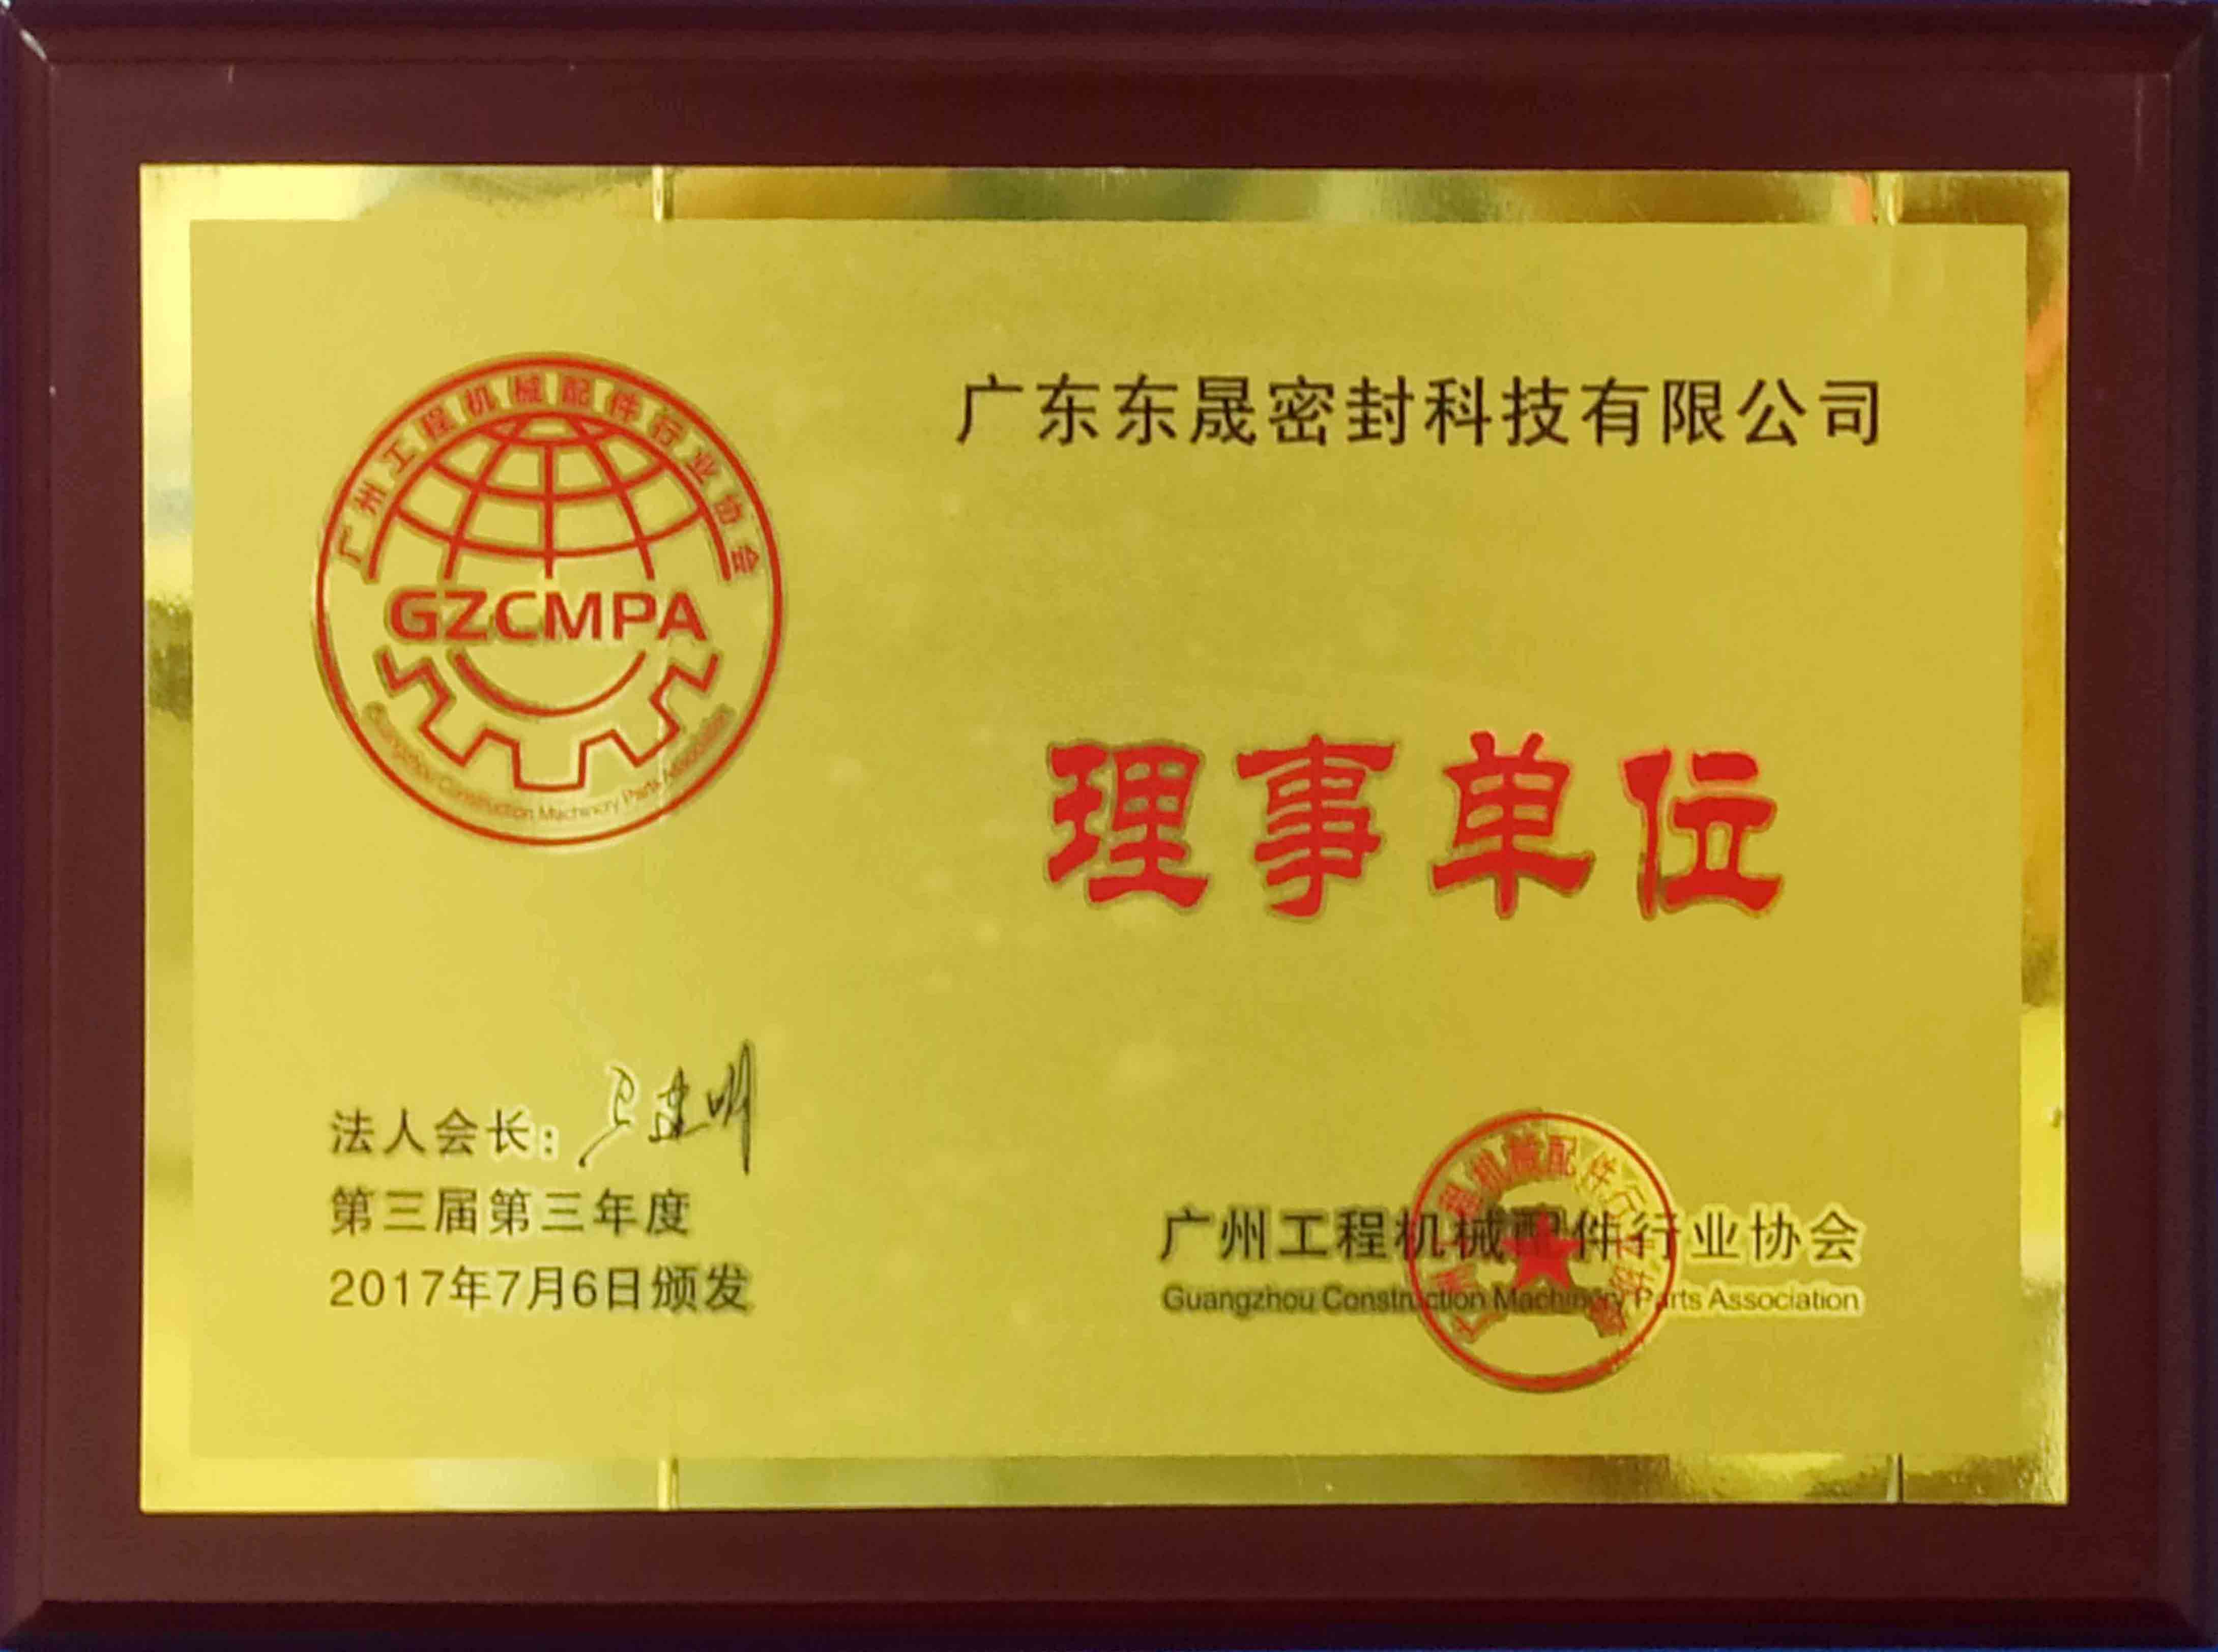 广州工程机械配件行业协会
GZCMPA
Guangzhou Construction Machinery Parts Association
广东东晟密封科技有限公司
理事单位
法人会长:
第三届第三年度
2017年7月6日颁发
广州工程机械配件行业协会
Guangzhou Construction Machinery Parts Association